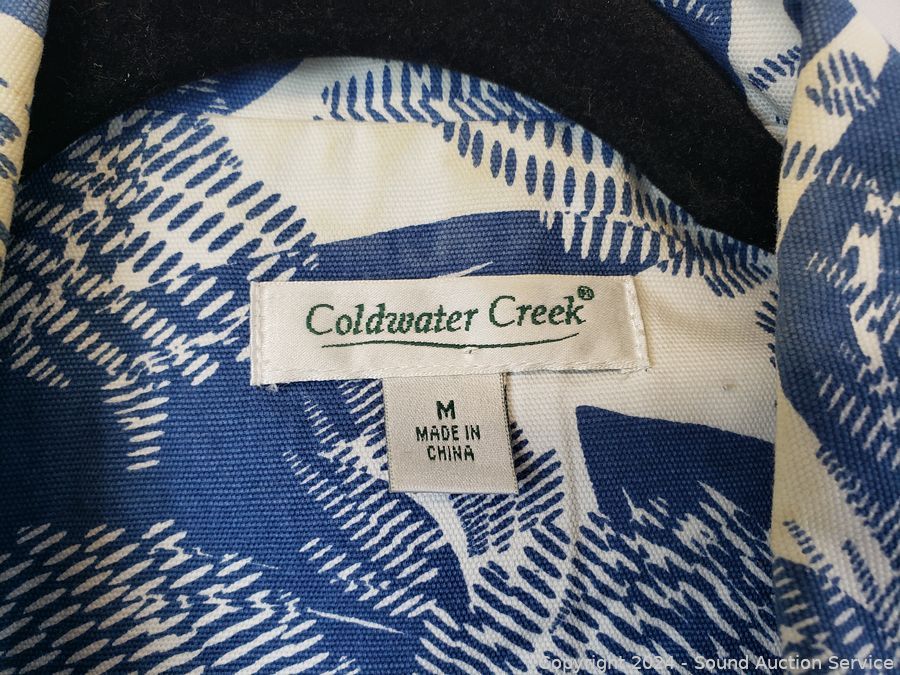 Coldwater Creek®
M
MADE IN
CHINA
Copyright 2024 - Sound Auction Service